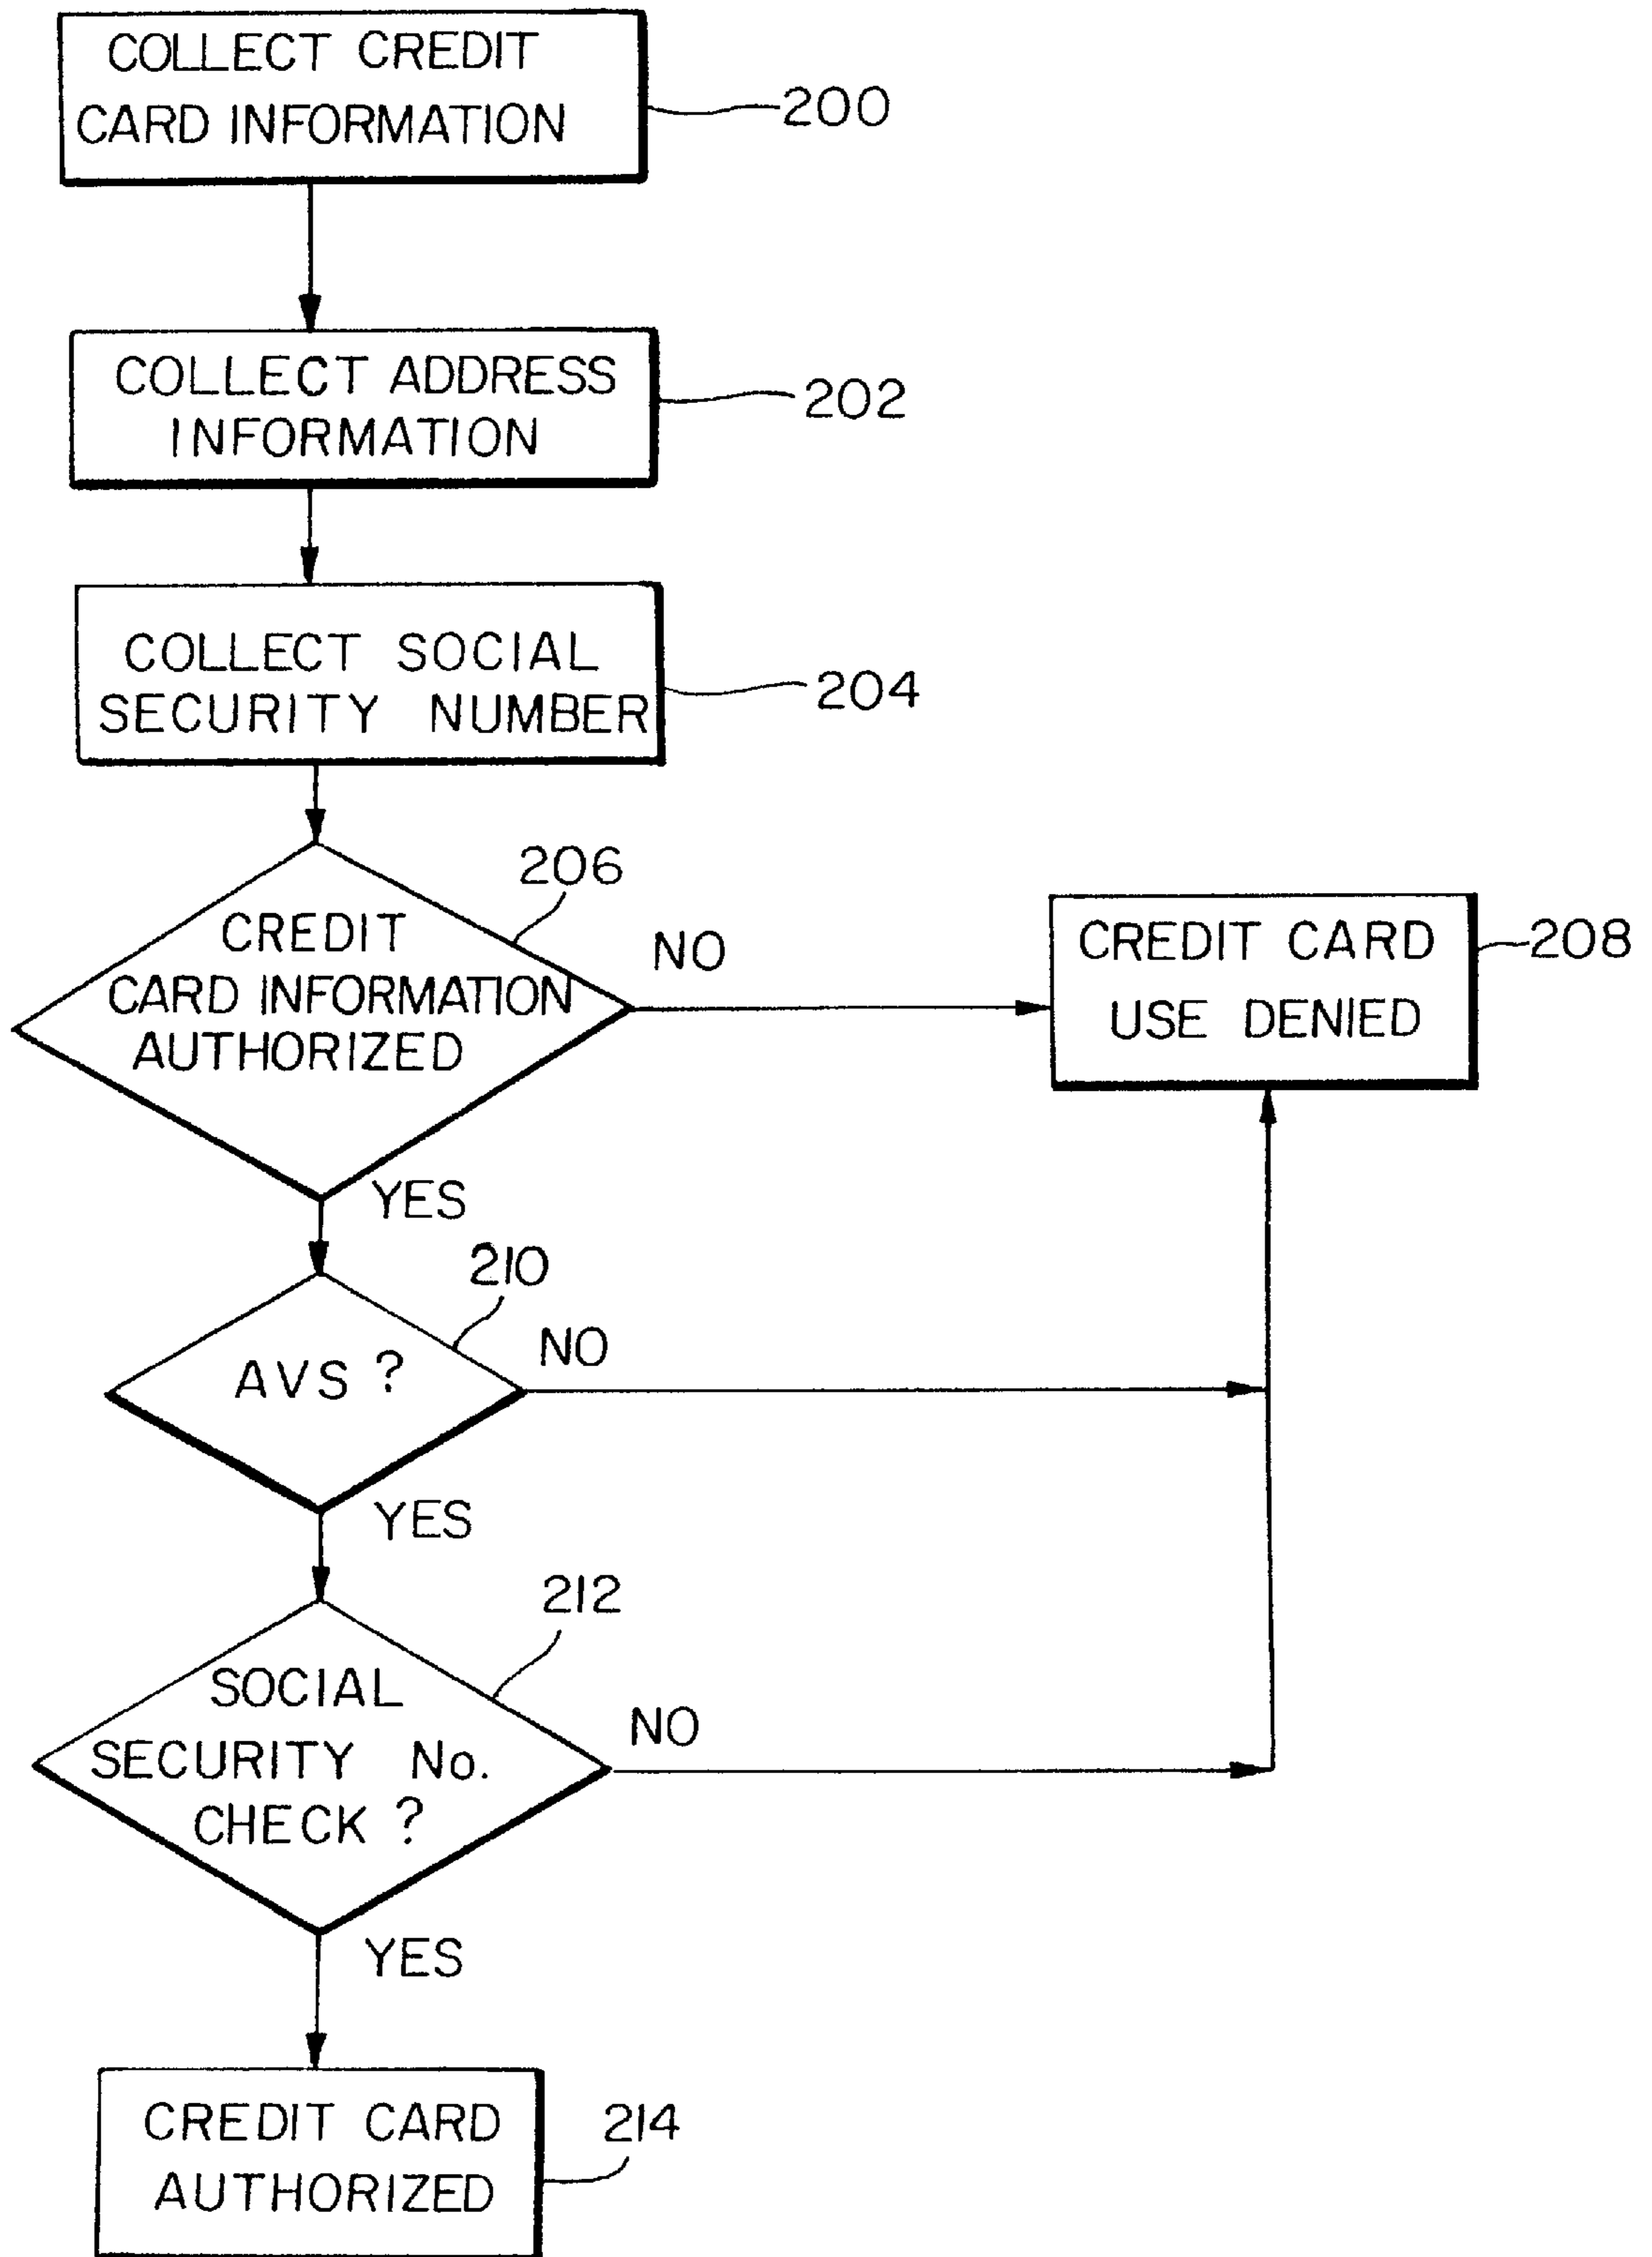 COLLECT CREDIT
CARD INFORMATION
200
COLLECT ADDRESS
INFORMATION
202
COLLECT SOCIAL
SECURITY NUMBER
204
206
CREDIT
CARD INFORMATION
AUTHORIZED
NO
CREDIT CARD
USE DENIED
208
YES
210
AVS ?
NO
YES
212
SOCIAL
SECURITY No.
CHECK ?
NO
YES
CREDIT CARD
AUTHORIZED
214